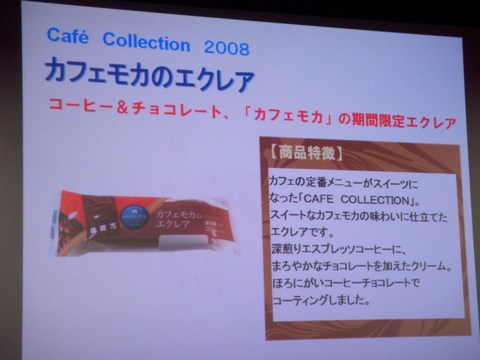 Café Collection 2008
カフェモカのエクレア
コーヒー＆チョコレート、「カフェモカ」の期間限定エクレア
【商品特徴】
カフェの定番メニューがスイーツに
なった「CAFE COLLECTION」。
スイートなカフェモカの味わいに仕立てた
エクレアです。
深煎りエスプレッソコーヒーに、
まろやかなチョコレートを加えたクリーム。
ほろにがいコーヒーチョコレートで
コーティングしました。
カフェモカの
エクレア